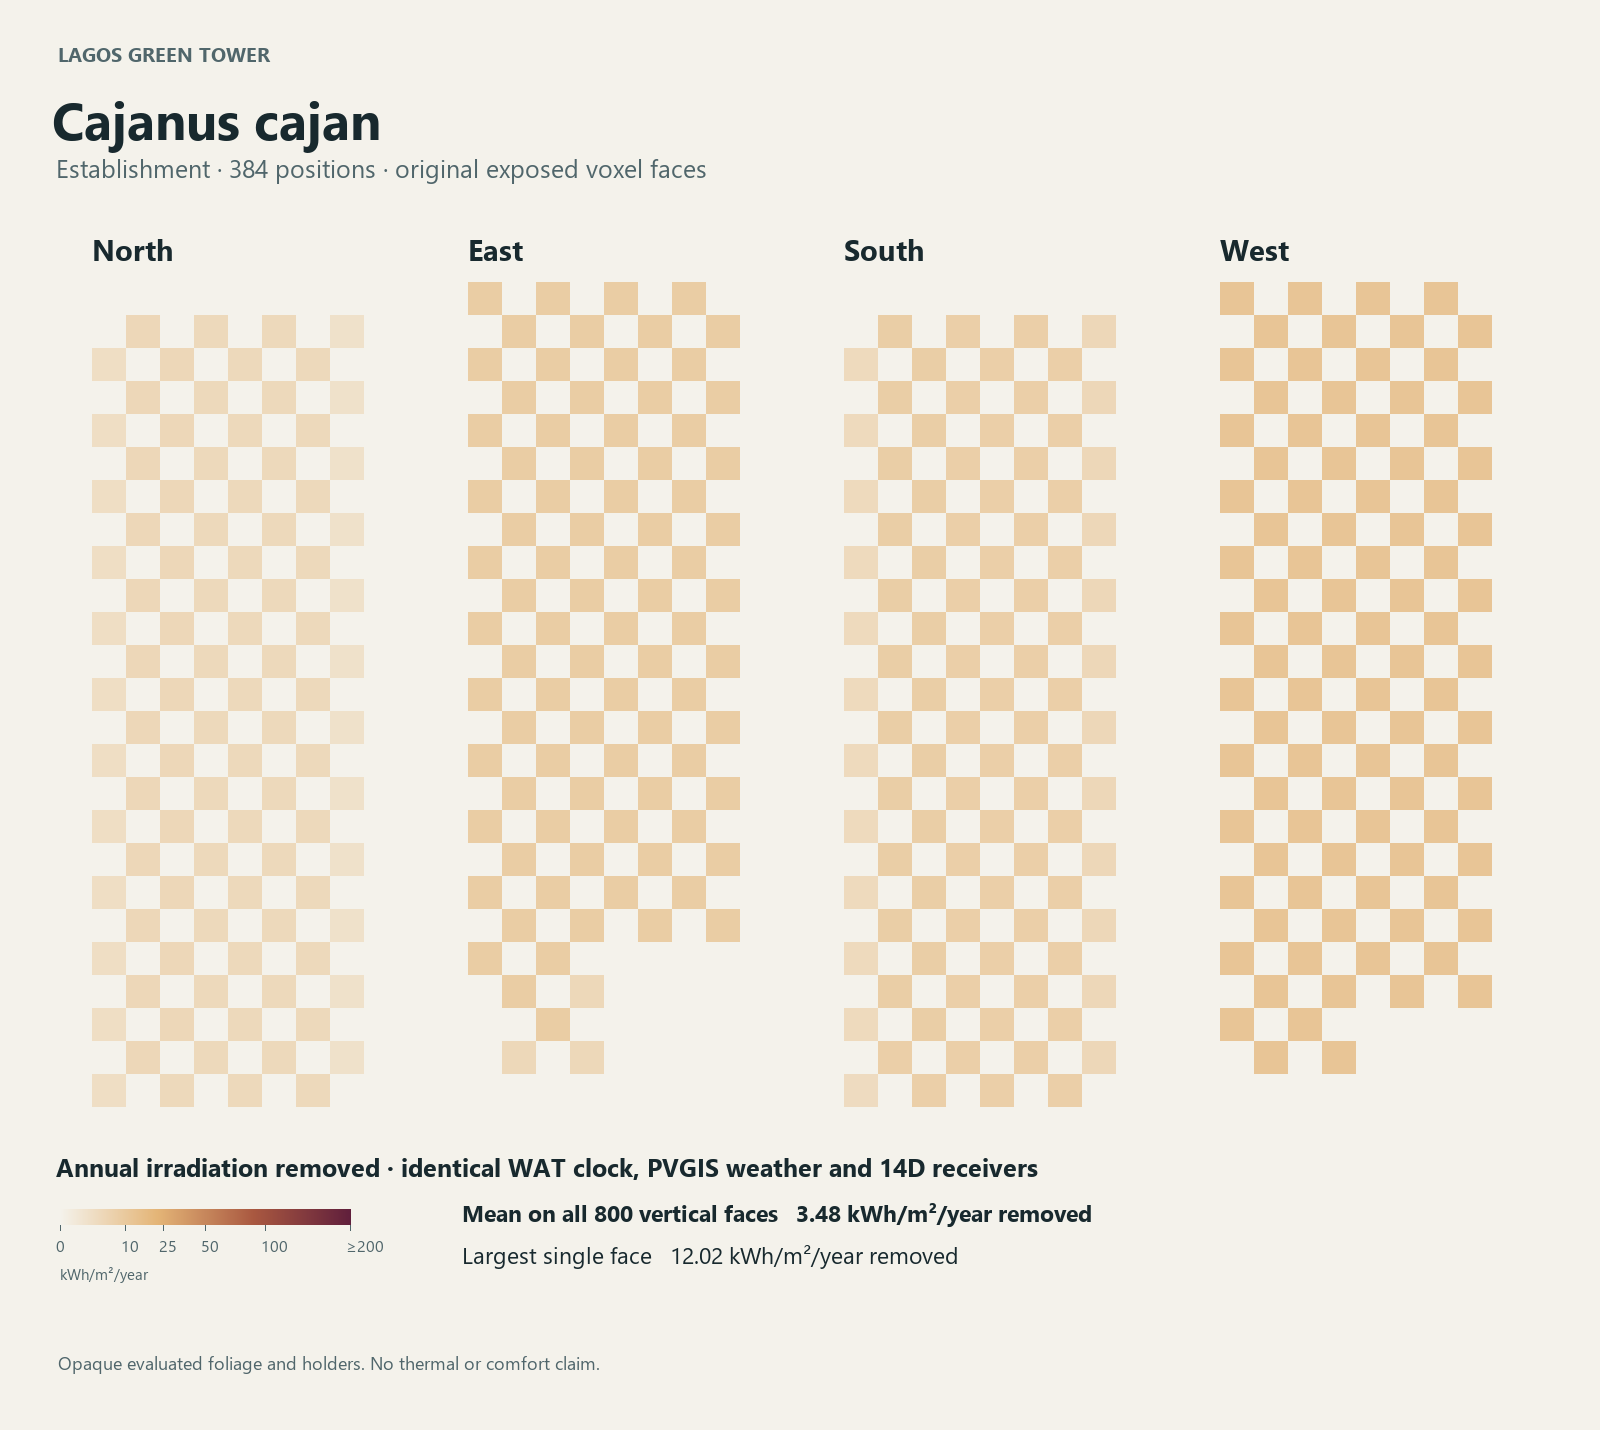 LAGOS GREEN TOWER
Cajanus cajan
Establishment · 384 positions · original exposed voxel faces
North East South West
Annual irradiation removed · identical WAT clock, PVGIS weather and 14D receivers
Mean on all 800 vertical faces 3.48 kWh/m²/year removed
0 10 25 50 100 ≥200
Largest single face 12.02 kWh/m²/year removed
kWh/m²/year
Opaque evaluated foliage and holders. No thermal or comfort claim.